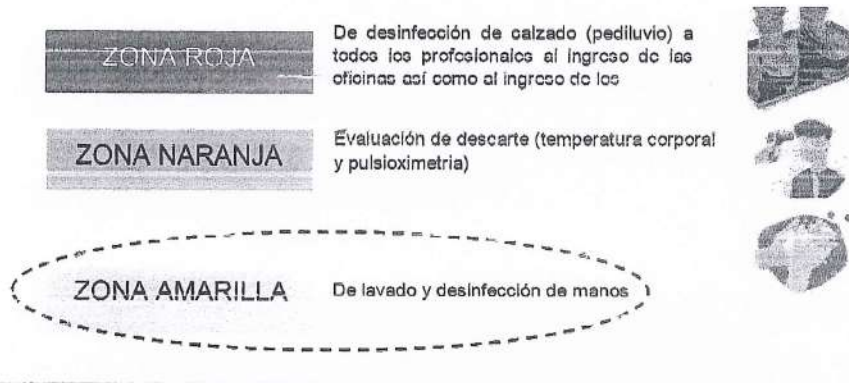 ZONA ROJA
De desinfección de calzado (pediluvio) a
todos los profesionales al ingreso de las
oficinas así como al ingreso de los
ZONA NARANJA
Evaluación de descarte (temperatura corporal
y pulsioximetria)
ZONA AMARILLA
De lavado y desinfección de manos